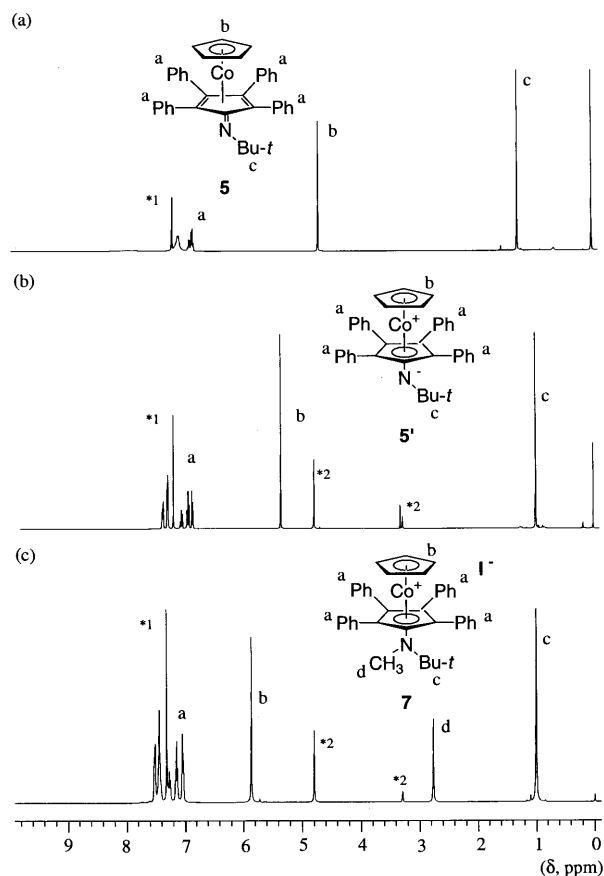 (a)
b
a Co a
Ph Ph
a Ph Ph a
N
Bu-t
c
5
*1
a
b
c
(b)
b
a Co+ a
Ph Ph
a Ph Ph a
N -
Bu-t
c
5'
*1
a
b
*2
*2
c
(c)
b
a Co+ a I-
Ph Ph
a Ph Ph a
N
d CH3 Bu-t
c
7
*1
a
b
*2
*2
d
c
9 8 7 6 5 4 3 2 1 0
(δ, ppm)